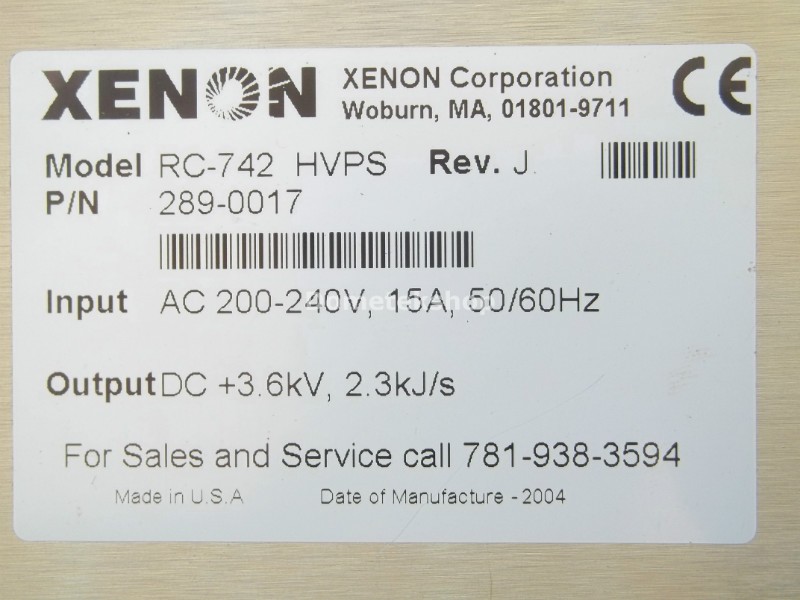 XENON
XENON Corporation
Woburn, MA, 01801-9711
CE
Model RC-742 HVPS Rev. J
P/N 289-0017
Input AC 200-240V, 15A, 50/60Hz
Output DC +3.6kV, 2.3kJ/s
For Sales and Service call 781-938-3594
Made in U.S.A Date of Manufacture - 2004